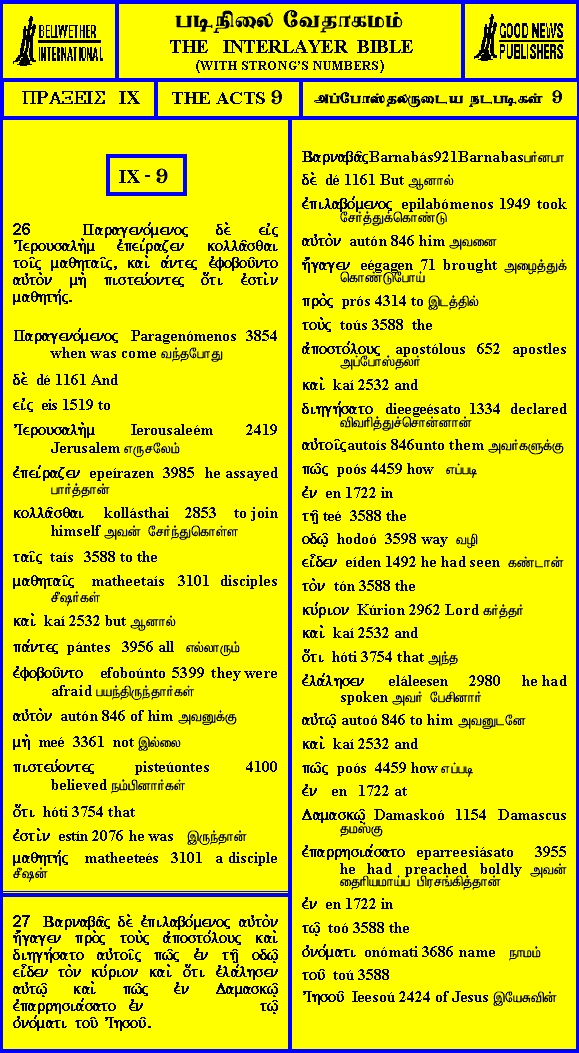 BELLWETHER
INTERNATIONAL
படிநிலை வேதாகமம்
THE INTERLAYER BIBLE
(WITH STRONG'S NUMBERS)
GOOD NEWS
PUBLISHERS
ΠΡΑΞΕΙΣ IX
THE ACTS 9
அப்போஸ்தலருடைய நடபடிகள் 9
IX - 9
26 Παραγενόμενος δὲ εἰς
Ἰερουσαλὴμ ἐπείραζεν κολλᾶσθαι
τοῖς μαθηταῖς, καὶ άντες ἐφοβοῦντο
αὐτὸν μὴ πιστεύοντες ὅτι ἐστὶν
μαθητής.
Παραγενόμενος Paragenómenos 3854
when was come வந்தபோது
δὲ dé 1161 And
εἰς eis 1519 to
Ἰερουσαλὴμ Ierousaleém 2419
Jerusalem எருசலேம்
ἐπείραζεν epeírazen 3985 he assayed
பார்த்தான்
κολλᾶσθαι kollásthai 2853 to join
himself அவன் சேர்ந்துகொள்ள
ταῖς taís 3588 to the
μαθηταῖς matheetaís 3101 disciples
சீஷர்கள்
καὶ kaí 2532 but ஆனால்
πάντες pántes 3956 all எல்லாரும்
ἐφοβοῦντο efoboúnto 5399 they were
afraid பயந்திருந்தார்கள்
αὐτὸν autón 846 of him அவனுக்கு
μὴ meé 3361 not இல்லை
πιστεύοντες pisteúontes 4100
believed நம்பினார்கள்
ὅτι hóti 3754 that
ἐστὶν estín 2076 he was இருந்தான்
μαθητής matheeteés 3101 a disciple
சீஷன்
27 Βαρναβᾶς δὲ ἐπιλαβόμενος αὐτὸν
ἤγαγεν πρὸς τοὺς ἀποστόλους καὶ
διηγήσατο αὐτοῖς πῶς ἐν τῇ οδῷ
εἶδεν τὸν κύριον καὶ ὅτι ἐλάλησεν
αὐτῷ καὶ πῶς ἐν Δαμασκῷ
ἐπαρρησιάσατο ἐν τῷ
ὀνόματι τοῦ Ἰησοῦ.
Βαρναβᾶς Barnabás 921 Barnabas பர்னபா
δὲ dé 1161 But ஆனால்
ἐπιλαβόμενος epilabómenos 1949 took
சேர்த்துக்கொண்டு
αὐτὸν autón 846 him அவனை
ἤγαγεν eégagen 71 brought அழைத்துக்
கொண்டுபோய்
πρὸς prós 4314 to இடத்தில்
τοὺς toús 3588 the
ἀποστόλους apostólous 652 apostles
அப்போஸ்தலர்
καὶ kaí 2532 and
διηγήσατο dieegeésato 1334 declared
விவரித்துச்சொன்னான்
αὐτοῖς autoís 846 unto them அவர்களுக்கு
πῶς poós 4459 how எப்படி
ἐν en 1722 in
τῇ teé 3588 the
οδῷ hodoó 3598 way வழி
εἶδεν eíden 1492 he had seen கண்டான்
τὸν tón 3588 the
κύριον Kúrion 2962 Lord கர்த்தர்
καὶ kaí 2532 and
ὅτι hóti 3754 that அந்த
ἐλάλησεν eláleesen 2980 he had
spoken அவர் பேசினார்
αὐτῷ autoó 846 to him அவனுடனே
καὶ kaí 2532 and
πῶς poós 4459 how எப்படி
ἐν en 1722 at
Δαμασκῷ Damaskoó 1154 Damascus
தமஸ்கு
ἐπαρρησιάσατο eparreesiásato 3955
he had preached boldly அவன்
தைரியமாய்ப் பிரசங்கித்தான்
ἐν en 1722 in
τῷ toó 3588 the
ὀνόματι onómati 3686 name நாமம்
τοῦ toú 3588
Ἰησοῦ Ieesoú 2424 of Jesus இயேசுவின்